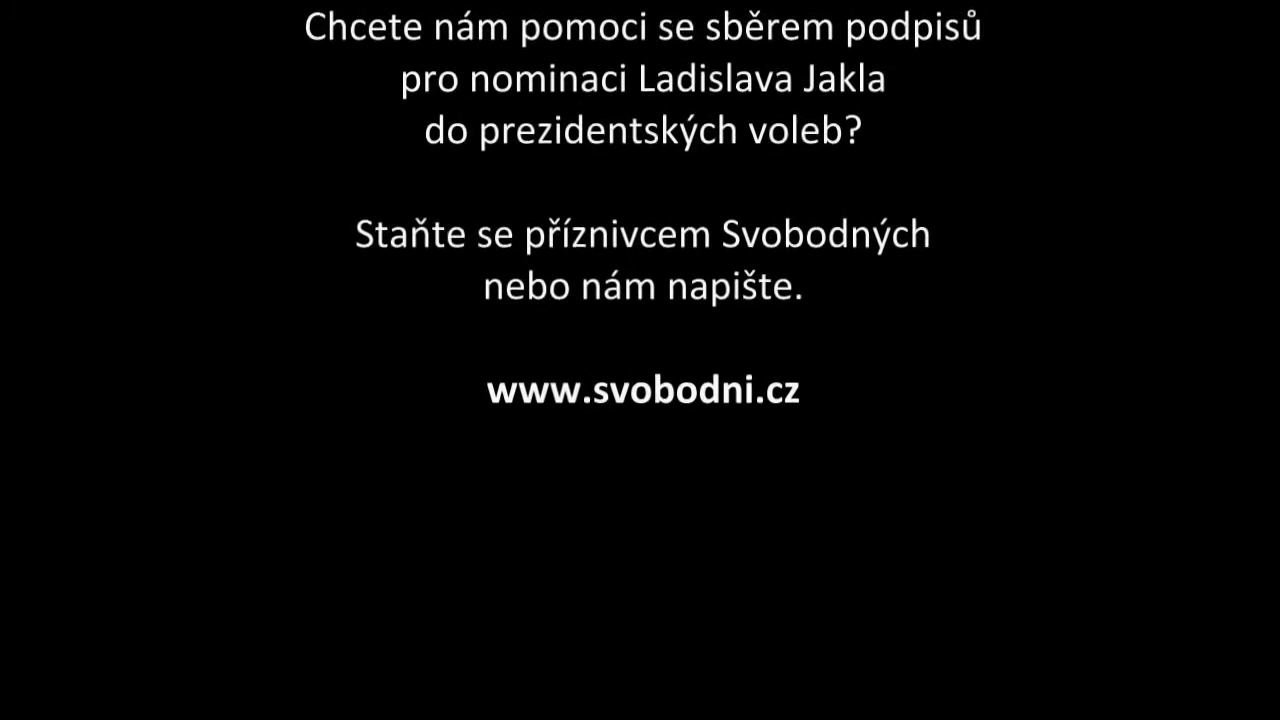 Chcete nám pomoci se sběrem podpisů
pro nominaci Ladislava Jakla
do prezidentských voleb?
Staňte se příznivcem Svobodných
nebo nám napište.
www.svobodni.cz